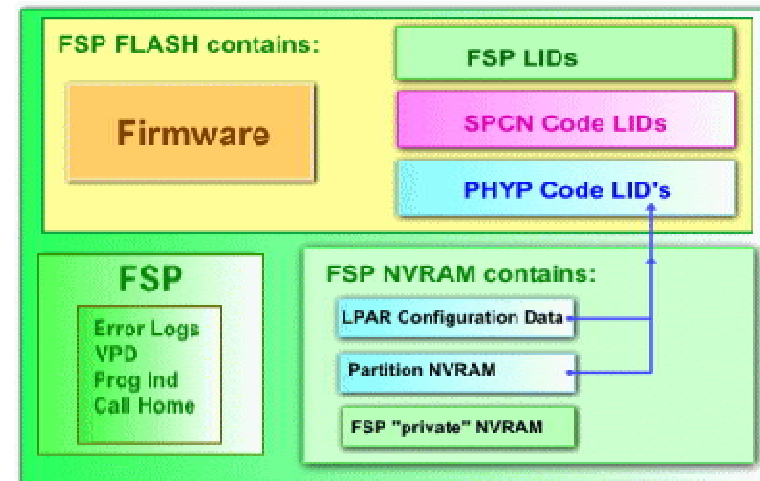 FSP FLASH contains:
Firmware
FSP LIDs
SPCN Code LIDs
PHYP Code LID's
FSP
Error Logs
VPD
Prog Ind
Call Home
FSP NVRAM contains:
LPAR Configuration Data
Partition NVRAM
FSP "private" NVRAM